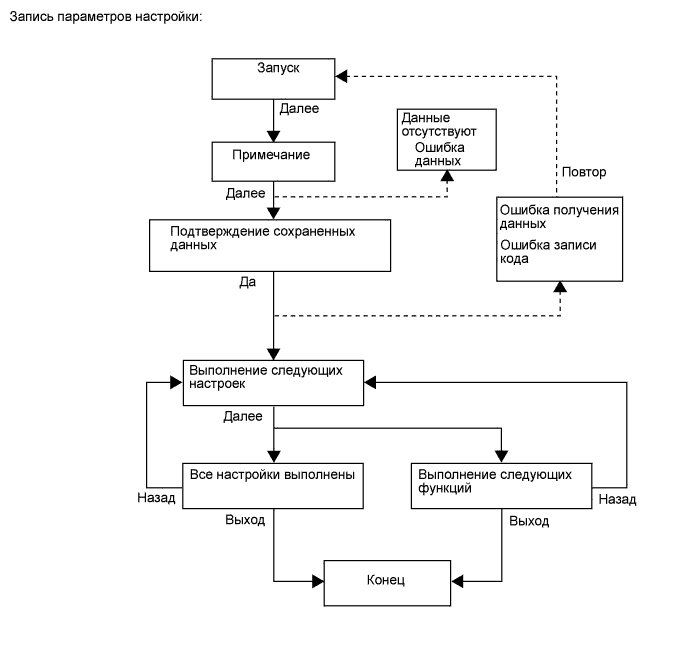 Запись параметров настройки:
Запуск
Далее
Данные
отсутствуют
Ошибка
данных
Примечание
Повтор
Далее
Ошибка получения
данных
Ошибка записи
кода
Подтверждение сохраненных
данных
Да
Выполнение следующих
настроек
Далее
Все настройки выполнены
Выполнение следующих
функций
Назад
Назад
Выход
Выход
Конец